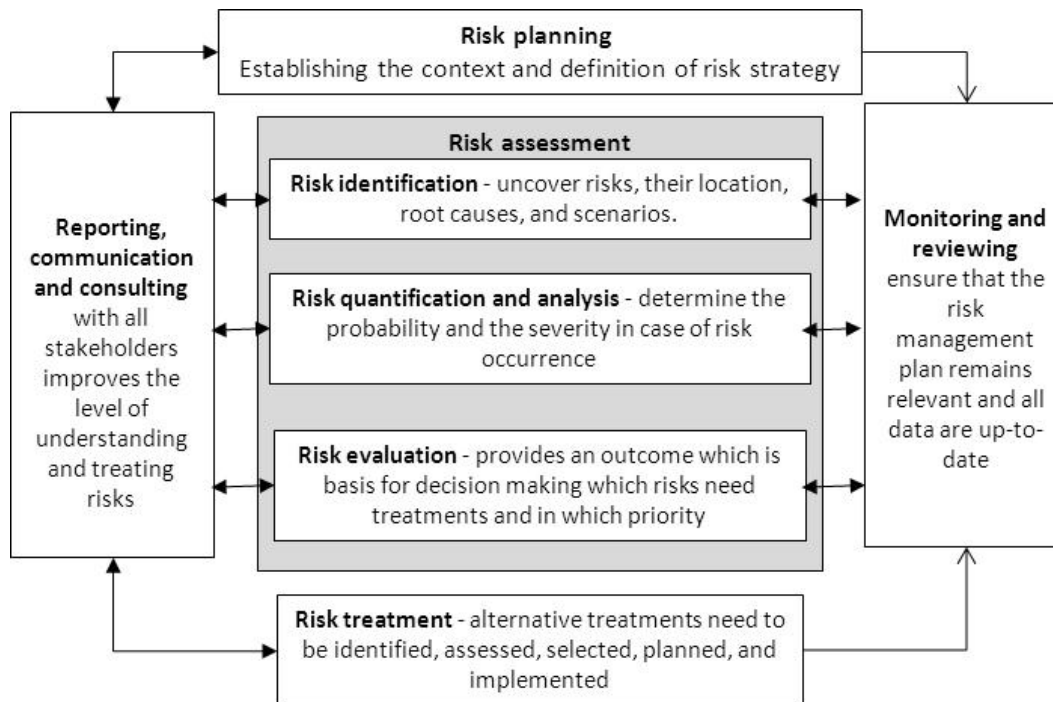 Risk planning
Establishing the context and definition of risk strategy
Reporting,
communication
and consulting
with all
stakeholders
improves the
level of
understanding
and treating
risks
Risk assessment
Risk identification - uncover risks, their location,
root causes, and scenarios.
Risk quantification and analysis - determine the
probability and the severity in case of risk
occurrence
Risk evaluation - provides an outcome which is
basis for decision making which risks need
treatments and in which priority
Monitoring and
reviewing
ensure that the
risk
management
plan remains
relevant and all
data are up-to-
date
Risk treatment - alternative treatments need to
be identified, assessed, selected, planned, and
implemented